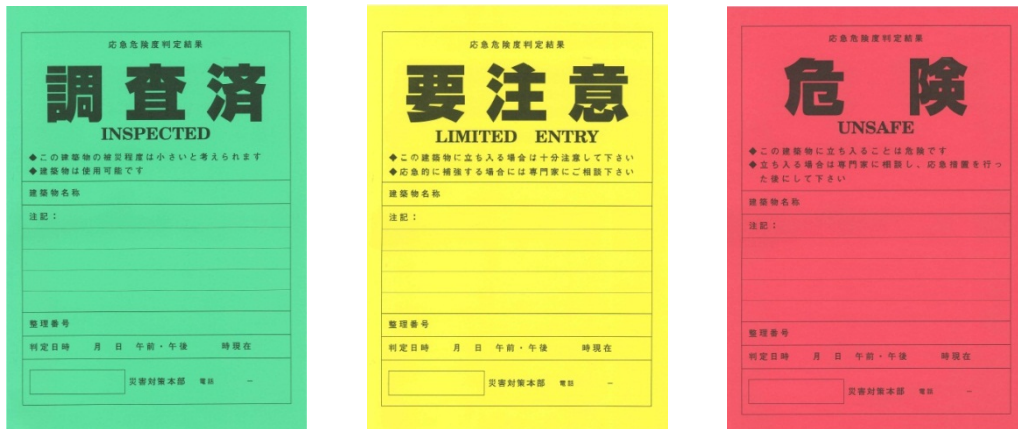 応急危険度判定結果
調査済
INSPECTED
◆この建築物の被災程度は小さいと考えられます
◆建築物は使用可能です
建築物名称
注記：
整理番号
判定日時　月　日　午前・午後　時現在
災害対策本部　電話　－
応急危険度判定結果
要注意
LIMITED ENTRY
◆この建築物に立ち入る場合は十分注意して下さい
◆応急的に補強する場合には専門家にご相談下さい
建築物名称
注記：
整理番号
判定日時　月　日　午前・午後　時現在
災害対策本部　電話　－
応急危険度判定結果
危険
UNSAFE
◆この建築物に立ち入ることは危険です
◆立ち入る場合は専門家に相談し、応急措置を行っ
た後にして下さい
建築物名称
注記：
整理番号
判定日時　月　日　午前・午後　時現在
災害対策本部　電話　－